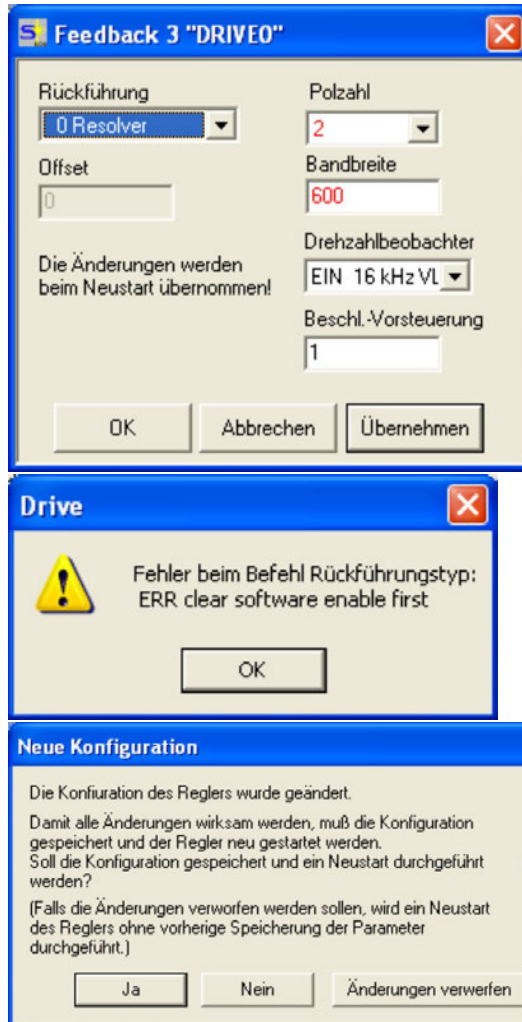 Feedback 3 "DRIVE0"
Rückführung
Polzahl
0 Resolver
2
Offset
Bandbreite
0
600
Drehzahlbeobachter
Die Änderungen werden
beim Neustart übernommen!
EIN 16 kHz VL
Beschl.-Vorsteuerung
1
OK
Abbrechen
Übernehmen
Drive
Fehler beim Befehl Rückführungstyp:
ERR clear software enable first
OK
Neue Konfiguration
Die Konfiuration des Reglers wurde geändert.
Damit alle Änderungen wirksam werden, muß die Konfiguration
gespeichert und der Regler neu gestartet werden.
Soll die Konfiguration gespeichert und ein Neustart durchgeführt
werden?
(Falls die Änderungen verworfen werden sollen, wird ein Neustart
des Reglers ohne vorherige Speicherung der Parameter
durchgeführt.)
Ja
Nein
Änderungen verwerfen